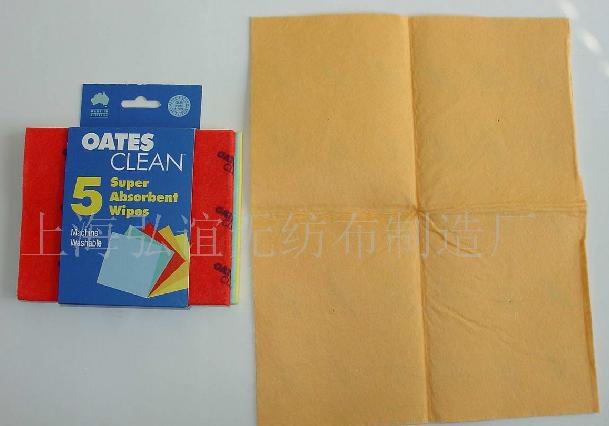 OATES
CLEAN
5
Super
Absorbent
Wipes
Machine
Washable
上海弘谊无纺布制造厂